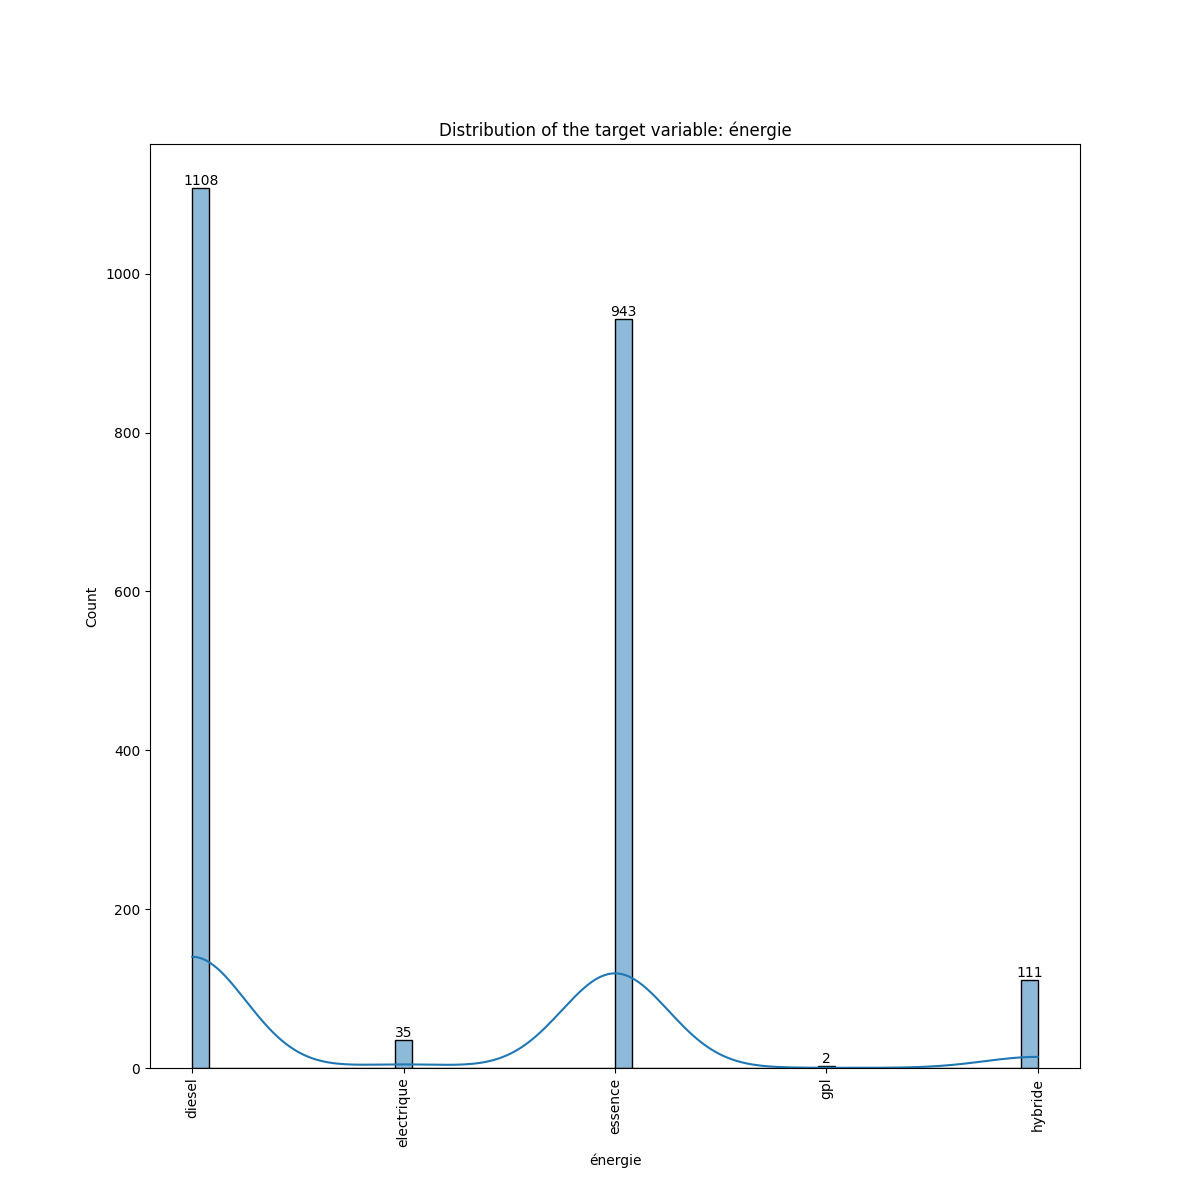 Distribution of the target variable: énergie
1108
943
35
2
111
1000
800
600
400
200
0
Count
diesel
electrique
essence
gpl
hybride
énergie